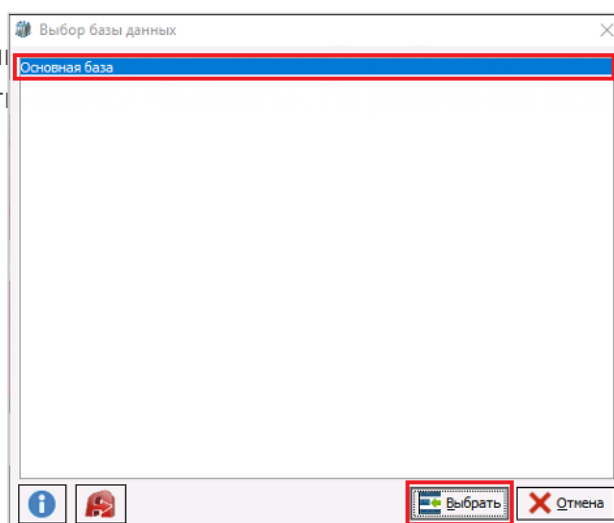 Выбор базы данных
Основная база
Выбрать
Отмена